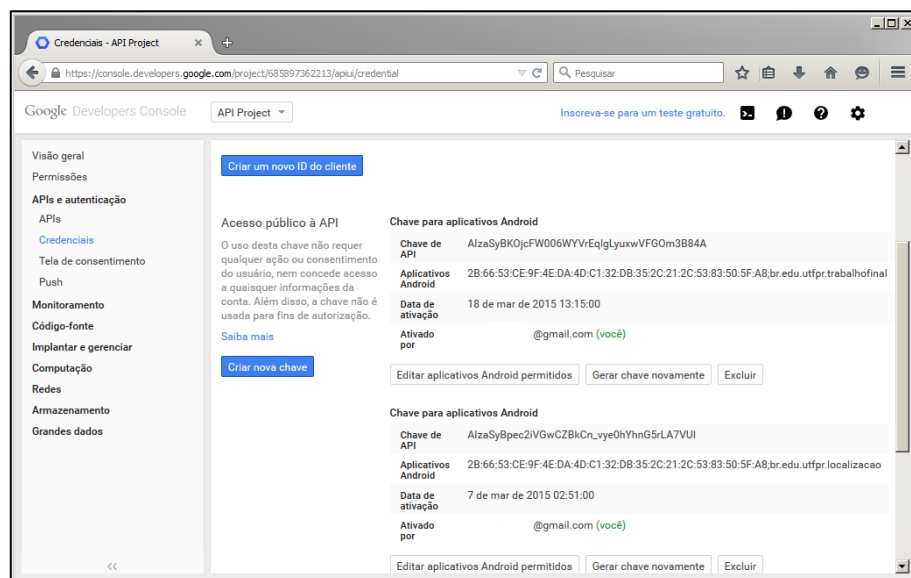 Credenciais - API Project
https://console.developers.google.com/project/685897362213/apiui/credential
Pesquisar
Google Developers Console
API Project
Inscreva-se para um teste gratuito.
Visão geral
Permissões
APIs e autenticação
APIs
Credenciais
Tela de consentimento
Push
Monitoramento
Código-fonte
Implantar e gerenciar
Computação
Redes
Armazenamento
Grandes dados
Criar um novo ID do cliente
Acesso público à API
O uso desta chave não requer
qualquer ação ou consentimento
do usuário, nem concede acesso
a quaisquer informações da
conta. Além disso, a chave não é
usada para fins de autorização.
Saiba mais
Criar nova chave
Chave para aplicativos Android
Chave de API AIzaSyBKOjcFW006WYVrEqlgLyuxwVFGOm3B84A
Aplicativos Android 2B:66:53:CE:9F:4E:DA:4D:C1:32:DB:35:2C:21:2C:53:83:50:5F:A8;br.edu.utfpr.trabalhofinal
Data de ativação 18 de mar de 2015 13:15:00
Ativado por @gmail.com (você)
Editar aplicativos Android permitidos Gerar chave novamente Excluir
Chave para aplicativos Android
Chave de API AIzaSyBpec2iVGwCZBkCn_vye0hYhnG5rLA7VUI
Aplicativos Android 2B:66:53:CE:9F:4E:DA:4D:C1:32:DB:35:2C:21:2C:53:83:50:5F:A8;br.edu.utfpr.localizacao
Data de ativação 7 de mar de 2015 02:51:00
Ativado por @gmail.com (você)
Editar aplicativos Android permitidos Gerar chave novamente Excluir